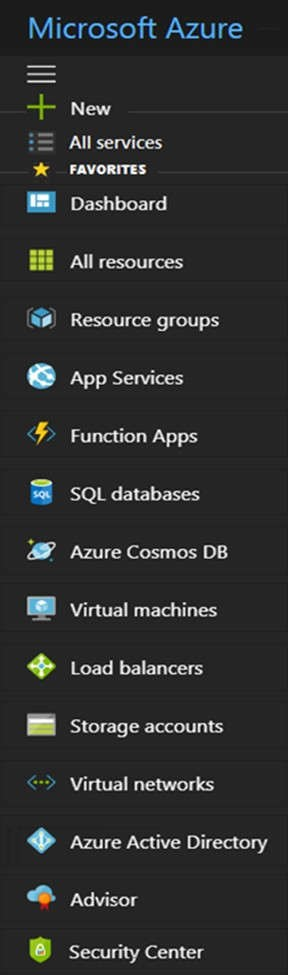 Microsoft Azure
New
All services
FAVORITES
Dashboard
All resources
Resource groups
App Services
Function Apps
SQL databases
Azure Cosmos DB
Virtual machines
Load balancers
Storage accounts
Virtual networks
Azure Active Directory
Advisor
Security Center